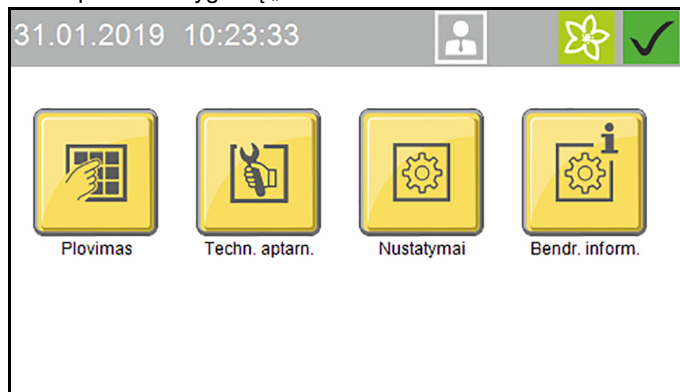 31.01.2019 10:23:33
Plovimas
Techn. aptarn.
Nustatymai
Bendr. inform.